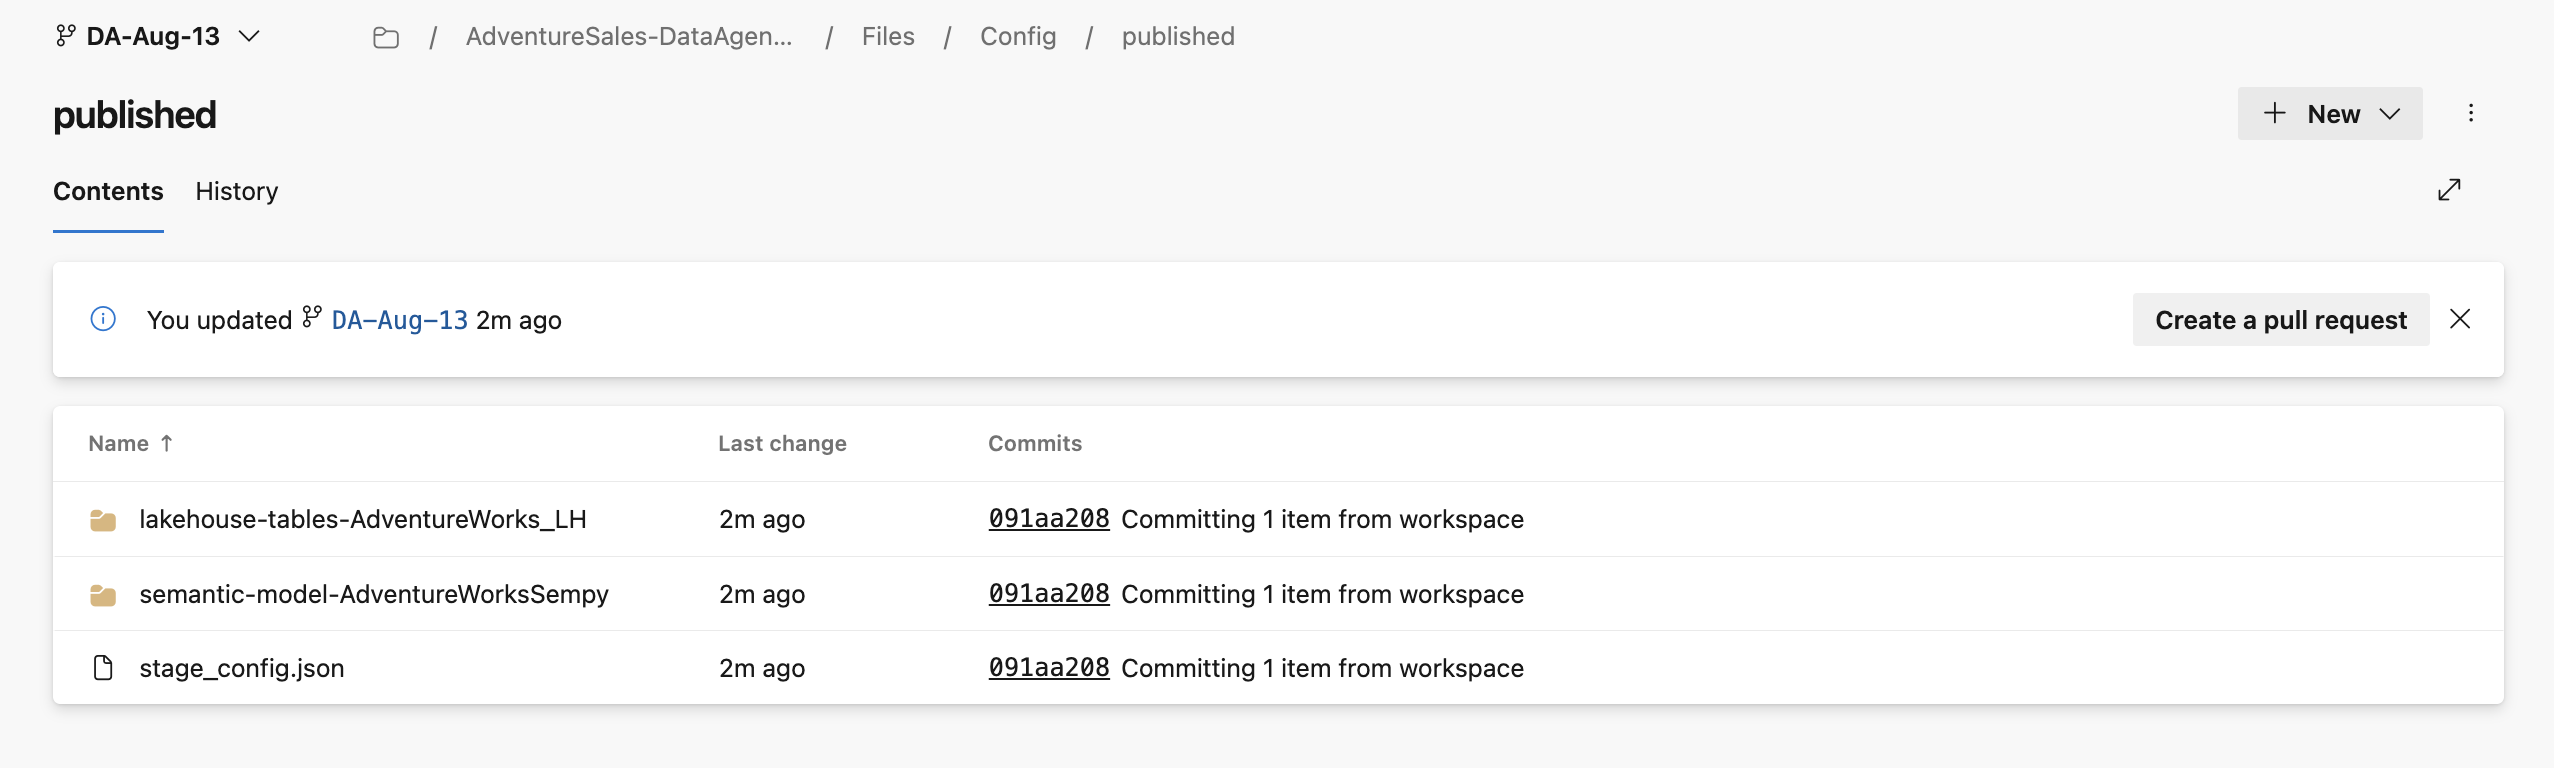 DA-Aug-13 / AdventureSales-DataAgen... / Files / Config / published
published
+ New
Contents History
You updated DA-Aug-13 2m ago Create a pull request
Name ↑ Last change Commits
lakehouse-tables-AdventureWorks_LH 2m ago 091aa208 Committing 1 item from workspace
semantic-model-AdventureWorksSempy 2m ago 091aa208 Committing 1 item from workspace
stage_config.json 2m ago 091aa208 Committing 1 item from workspace